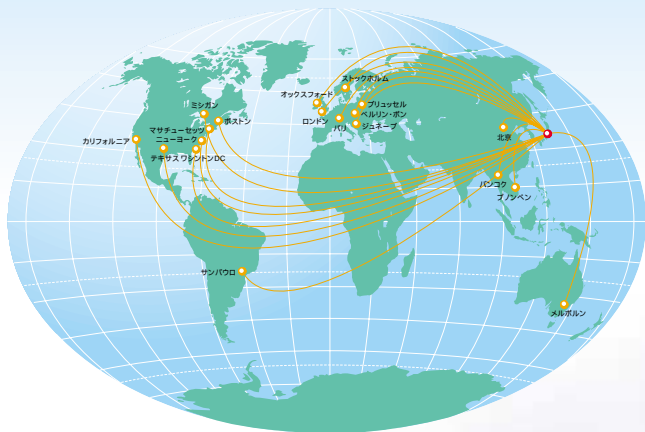 ストックホルム
オックスフォード
ブリュッセル
ミシガン
ベルリン・ボン
ロンドン
ボストン
パリ
ジュネーブ
マサチューセッツ
ニューヨーク
北京
カリフォルニア
テキサス ワシントンDC
バンコク
プノンペン
サンパウロ
メルボルン